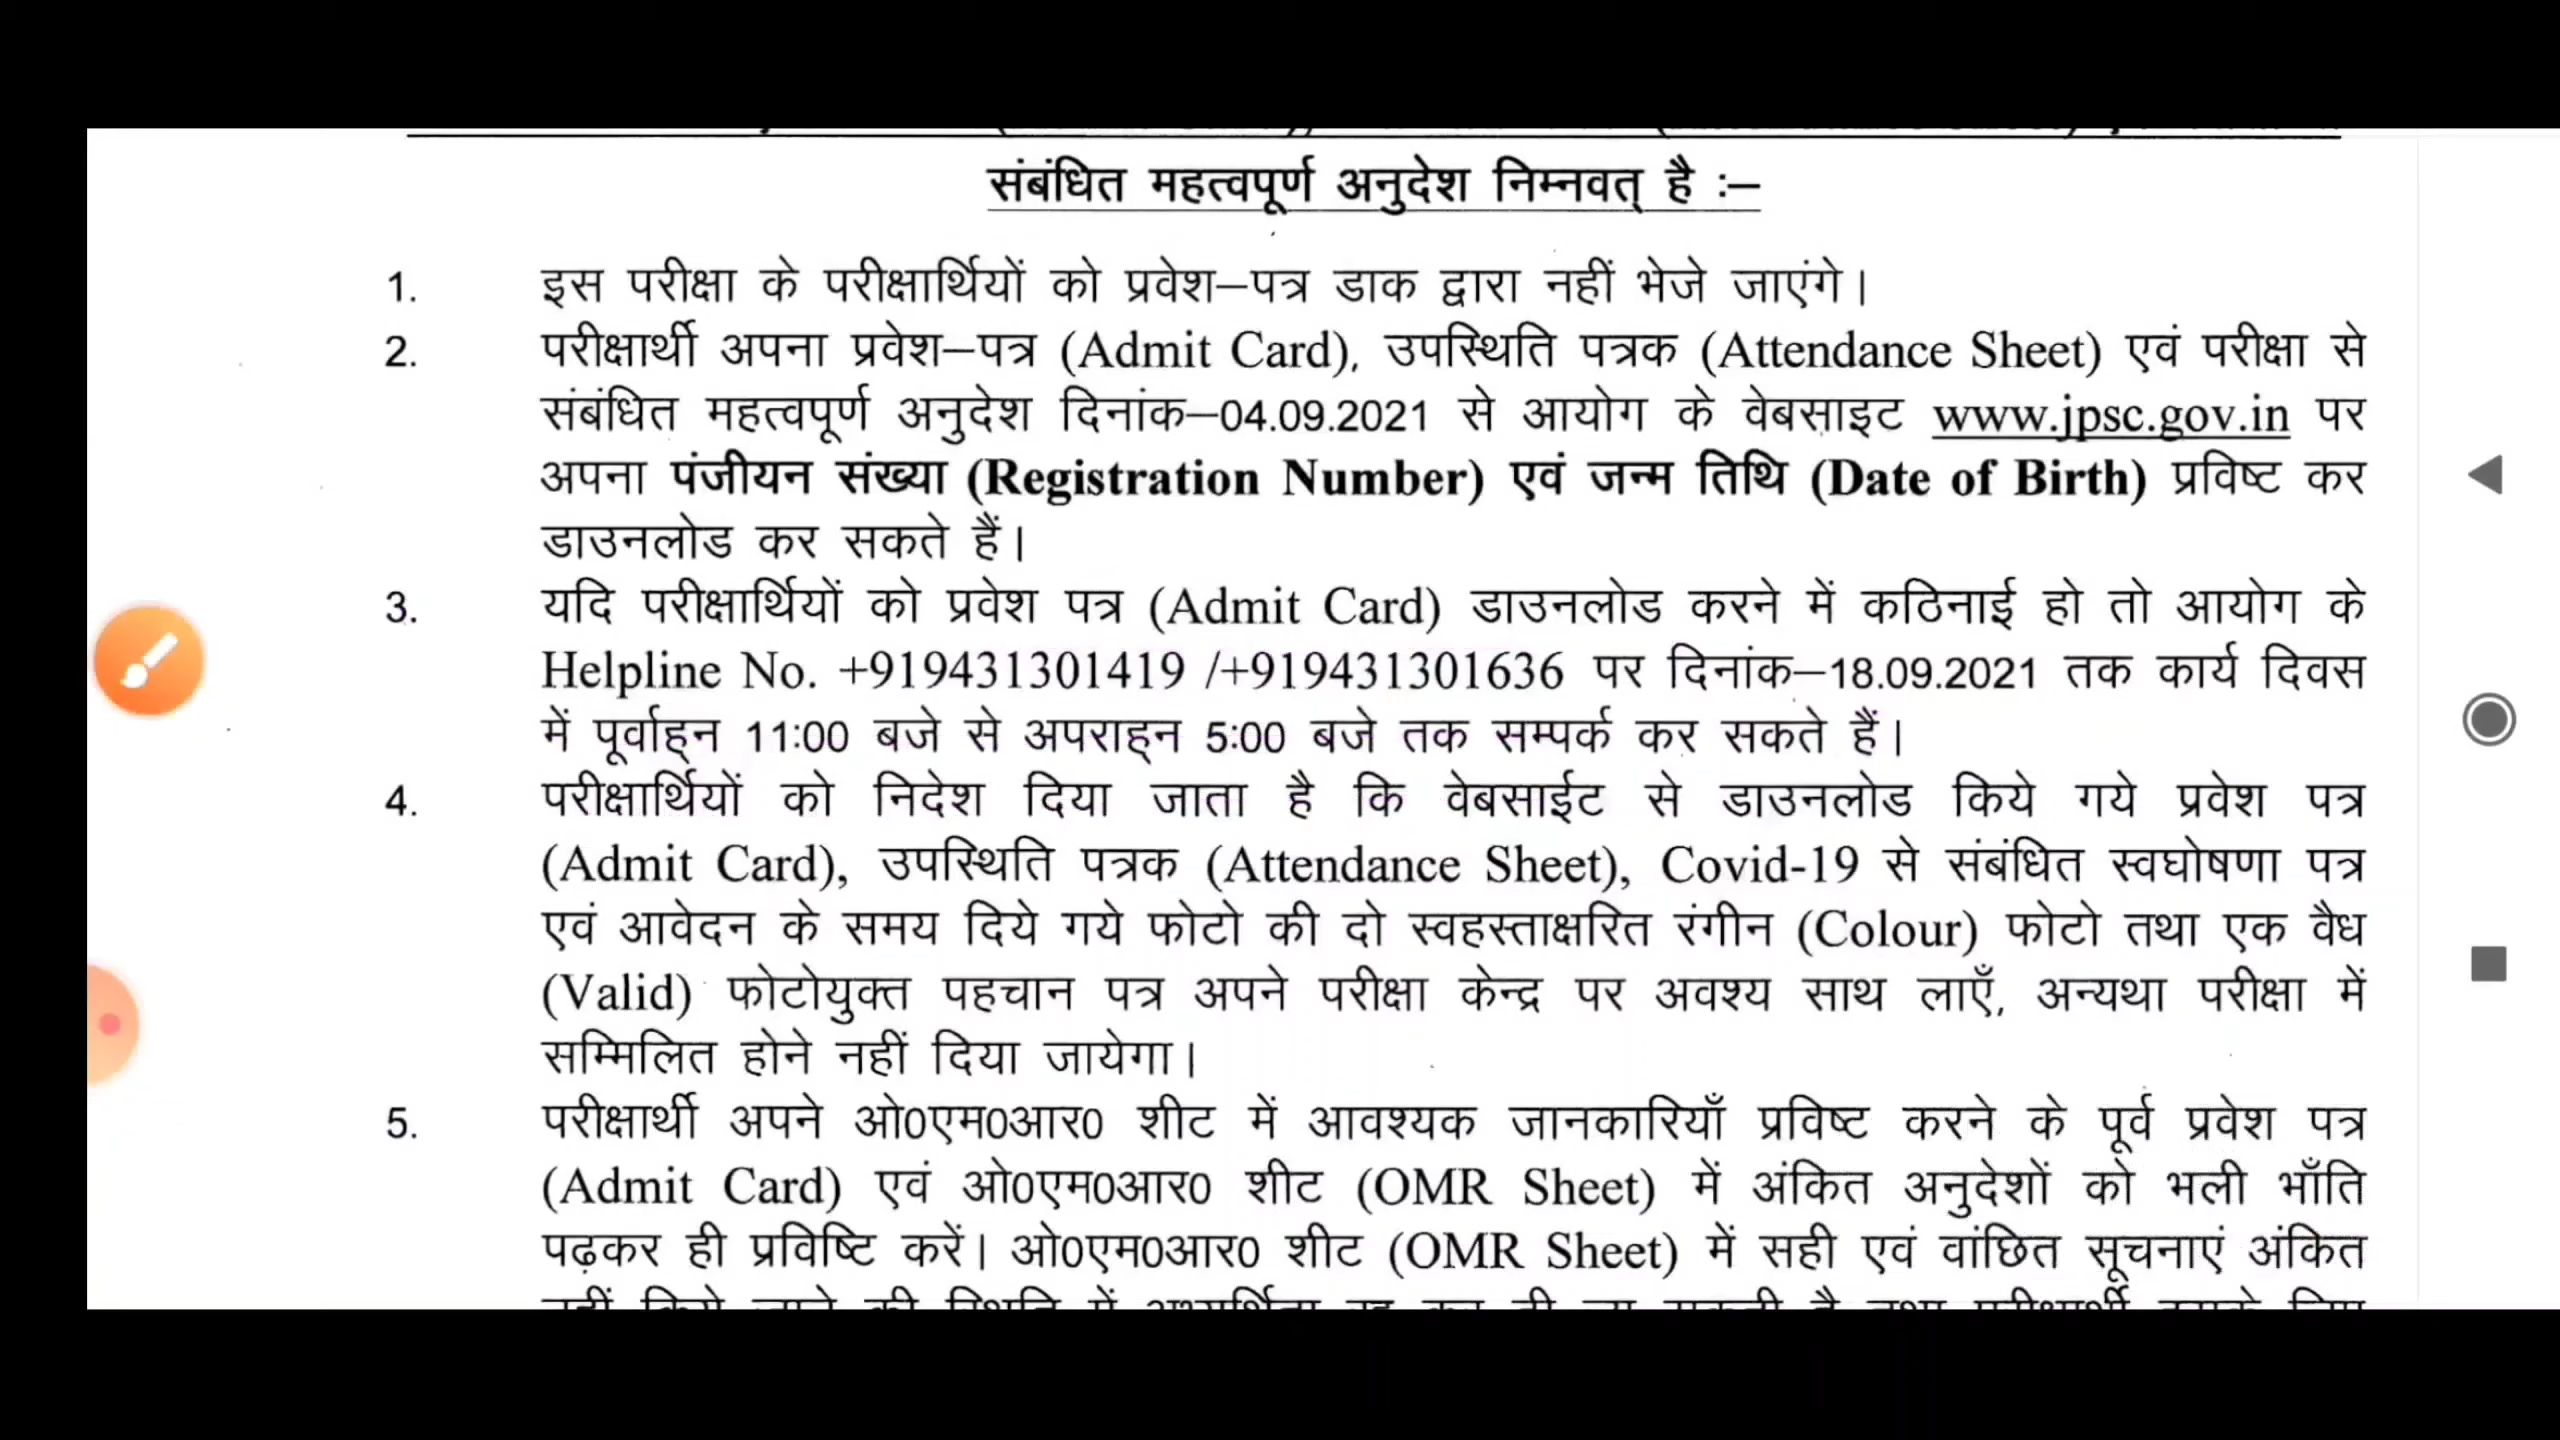 संबंधित महत्वपूर्ण अनुदेश निम्नवत् है :–
1. इस परीक्षा के परीक्षार्थियों को प्रवेश–पत्र डाक द्वारा नहीं भेजे जाएंगे।
2. परीक्षार्थी अपना प्रवेश–पत्र (Admit Card), उपस्थिति पत्रक (Attendance Sheet) एवं परीक्षा से
संबंधित महत्वपूर्ण अनुदेश दिनांक–04.09.2021 से आयोग के वेबसाइट www.jpsc.gov.in पर
अपना पंजीयन संख्या (Registration Number) एवं जन्म तिथि (Date of Birth) प्रविष्ट कर
डाउनलोड कर सकते हैं।
3. यदि परीक्षार्थियों को प्रवेश पत्र (Admit Card) डाउनलोड करने में कठिनाई हो तो आयोग के
Helpline No. +919431301419 /+919431301636 पर दिनांक–18.09.2021 तक कार्य दिवस
में पूर्वाह्न 11:00 बजे से अपराह्न 5:00 बजे तक सम्पर्क कर सकते हैं।
4. परीक्षार्थियों को निदेश दिया जाता है कि वेबसाईट से डाउनलोड किये गये प्रवेश पत्र
(Admit Card), उपस्थिति पत्रक (Attendance Sheet), Covid-19 से संबंधित स्वघोषणा पत्र
एवं आवेदन के समय दिये गये फोटो की दो स्वहस्ताक्षरित रंगीन (Colour) फोटो तथा एक वैध
(Valid) फोटोयुक्त पहचान पत्र अपने परीक्षा केन्द्र पर अवश्य साथ लाएँ, अन्यथा परीक्षा में
सम्मिलित होने नहीं दिया जायेगा।
5. परीक्षार्थी अपने ओ0एम0आर0 शीट में आवश्यक जानकारियाँ प्रविष्ट करने के पूर्व प्रवेश पत्र
(Admit Card) एवं ओ0एम0आर0 शीट (OMR Sheet) में अंकित अनुदेशों को भली भाँति
पढ़कर ही प्रविष्टि करें। ओ0एम0आर0 शीट (OMR Sheet) में सही एवं वांछित सूचनाएं अंकित